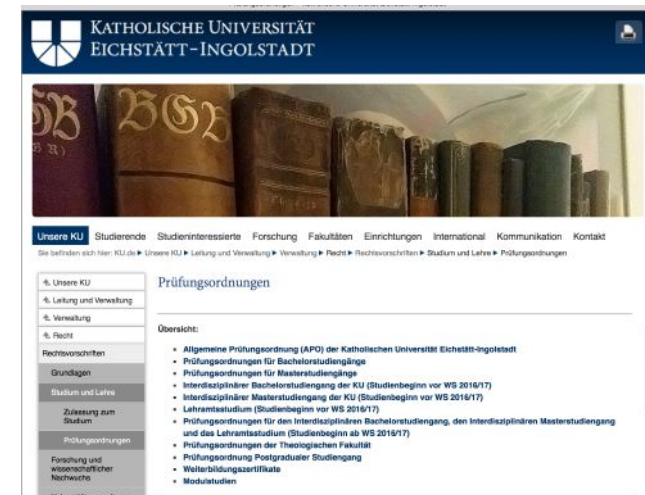 KATHOLISCHE UNIVERSITÄT
EICHSTÄTT-INGOLSTADT
BGB
BGB
Unsere KU Studierende Studieninteressierte Forschung Fakultäten Einrichtungen International Kommunikation Kontakt
Sie befinden sich hier: KU.de Unsere KU Leitung und Verwaltung Verwaltung Recht Rechtsvorschriften Studium und Lehre Prüfungsordnungen
Unsere KU
Leitung und Verwaltung
Verwaltung
Recht
Rechtsvorschriften
Grundlagen
Studium und Lehre
Zulassung zum
Studium
Prüfungsordnungen
Forschung und
wissenschaftlicher
Nachwuchs
Prüfungsordnungen
Übersicht:
Allgemeine Prüfungsordnung (APO) der Katholischen Universität Eichstätt-Ingolstadt
Prüfungsordnungen für Bachelorstudiengänge
Prüfungsordnungen für Masterstudiengänge
Interdisziplinärer Bachelorstudiengang der KU (Studienbeginn vor WS 2016/17)
Interdisziplinärer Masterstudiengang der KU (Studienbeginn vor WS 2016/17)
Lehramtsstudium (Studienbeginn vor WS 2016/17)
Prüfungsordnungen für den Interdisziplinären Bachelorstudiengang, den Interdisziplinären Masterstudiengang
und das Lehramtsstudium (Studienbeginn ab WS 2016/17)
Prüfungsordnungen der Theologischen Fakultät
Prüfungsordnung Postgradualer Studiengang
Weiterbildungszertifikate
Modulstudien